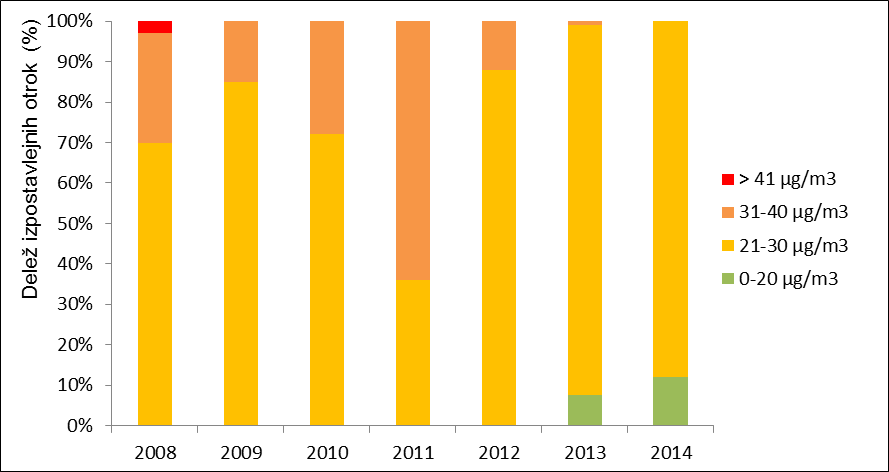 Delež izpostavlejnih otrok (%)
100%
90%
80%
70%
60%
50%
40%
30%
20%
10%
0%
2008 2009 2010 2011 2012 2013 2014
> 41 µg/m3
31-40 µg/m3
21-30 µg/m3
0-20 µg/m3